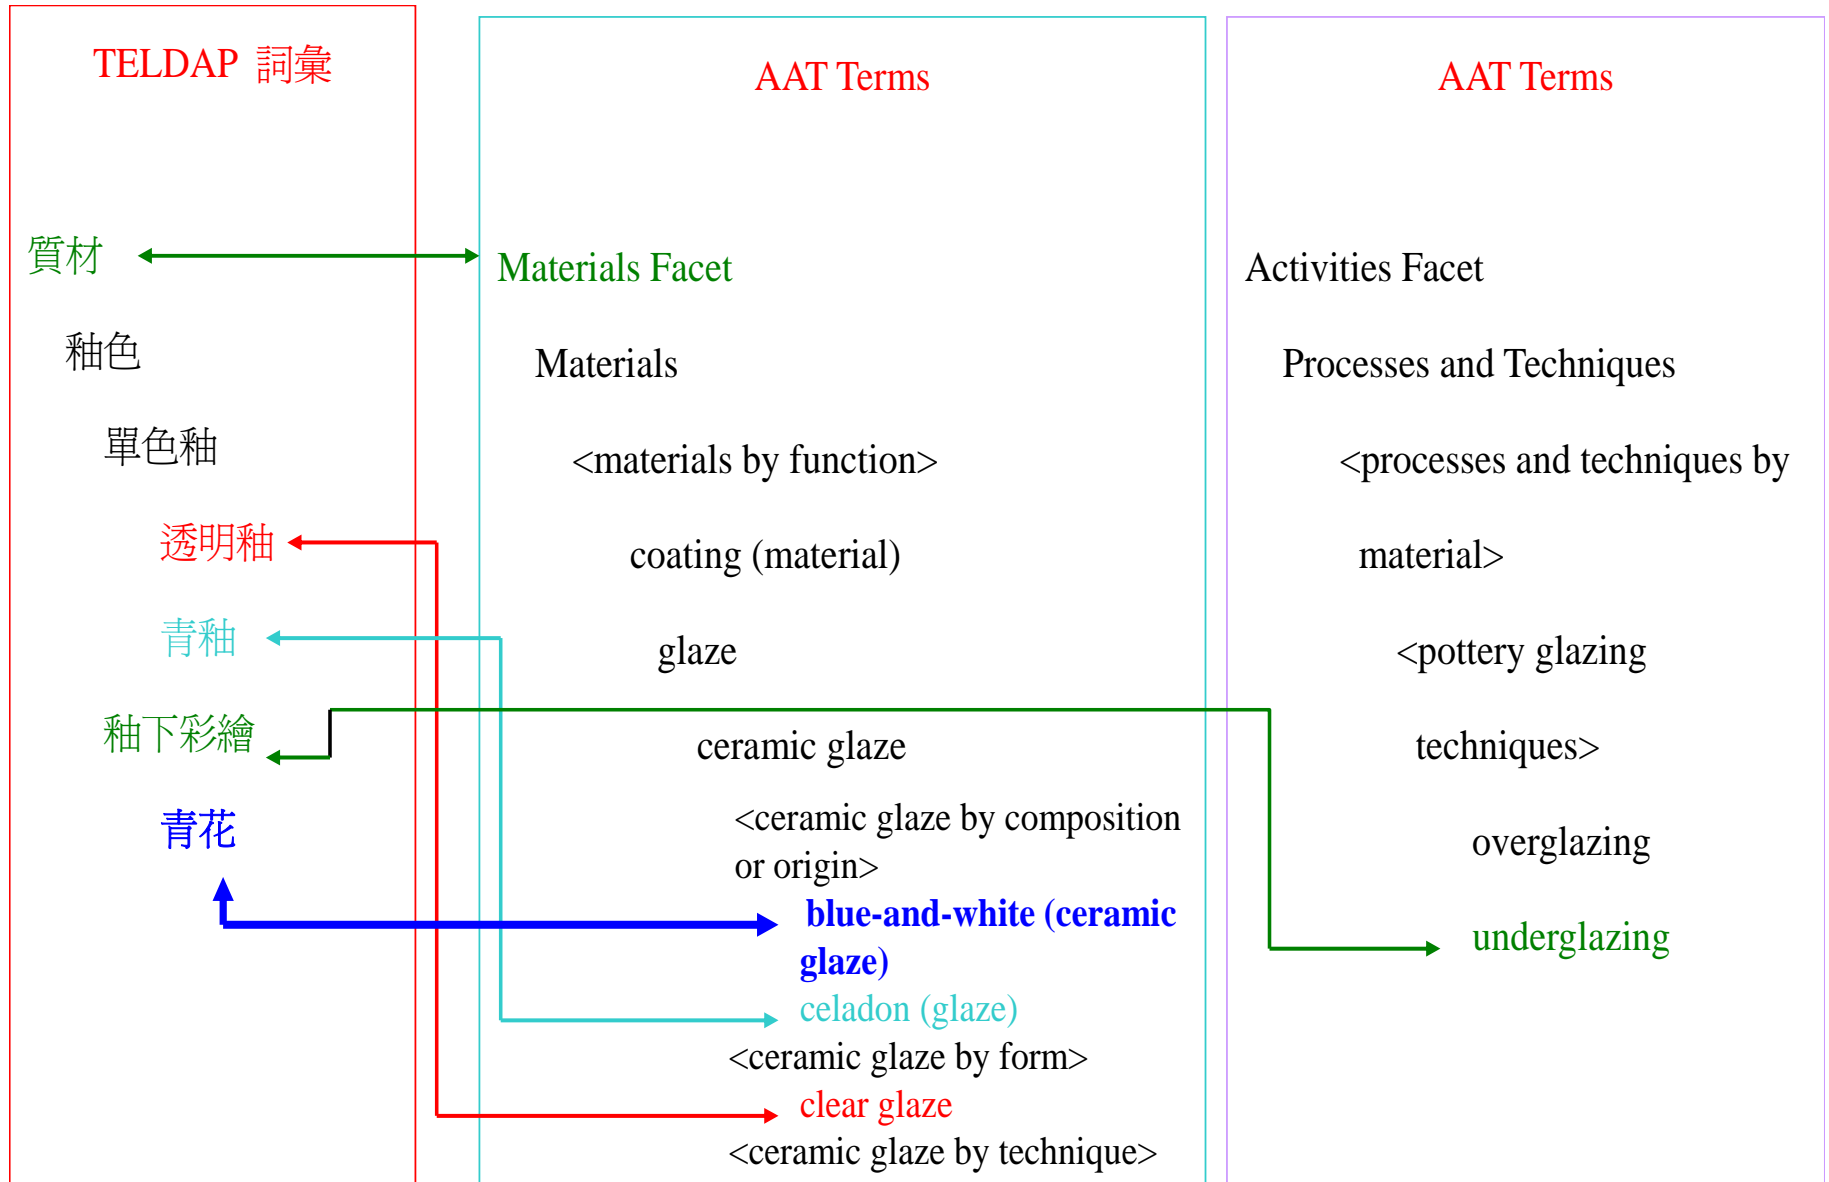 TELDAP 詞彙
質材
釉色
單色釉
透明釉
青釉
釉下彩繪
青花
AAT Terms
Materials Facet
Materials
<materials by function>
coating (material)
glaze
ceramic glaze
<ceramic glaze by composition
or origin>
blue-and-white (ceramic
glaze)
celadon (glaze)
<ceramic glaze by form>
clear glaze
<ceramic glaze by technique>
AAT Terms
Activities Facet
Processes and Techniques
<processes and techniques by
material>
<pottery glazing
techniques>
overglazing
underglazing